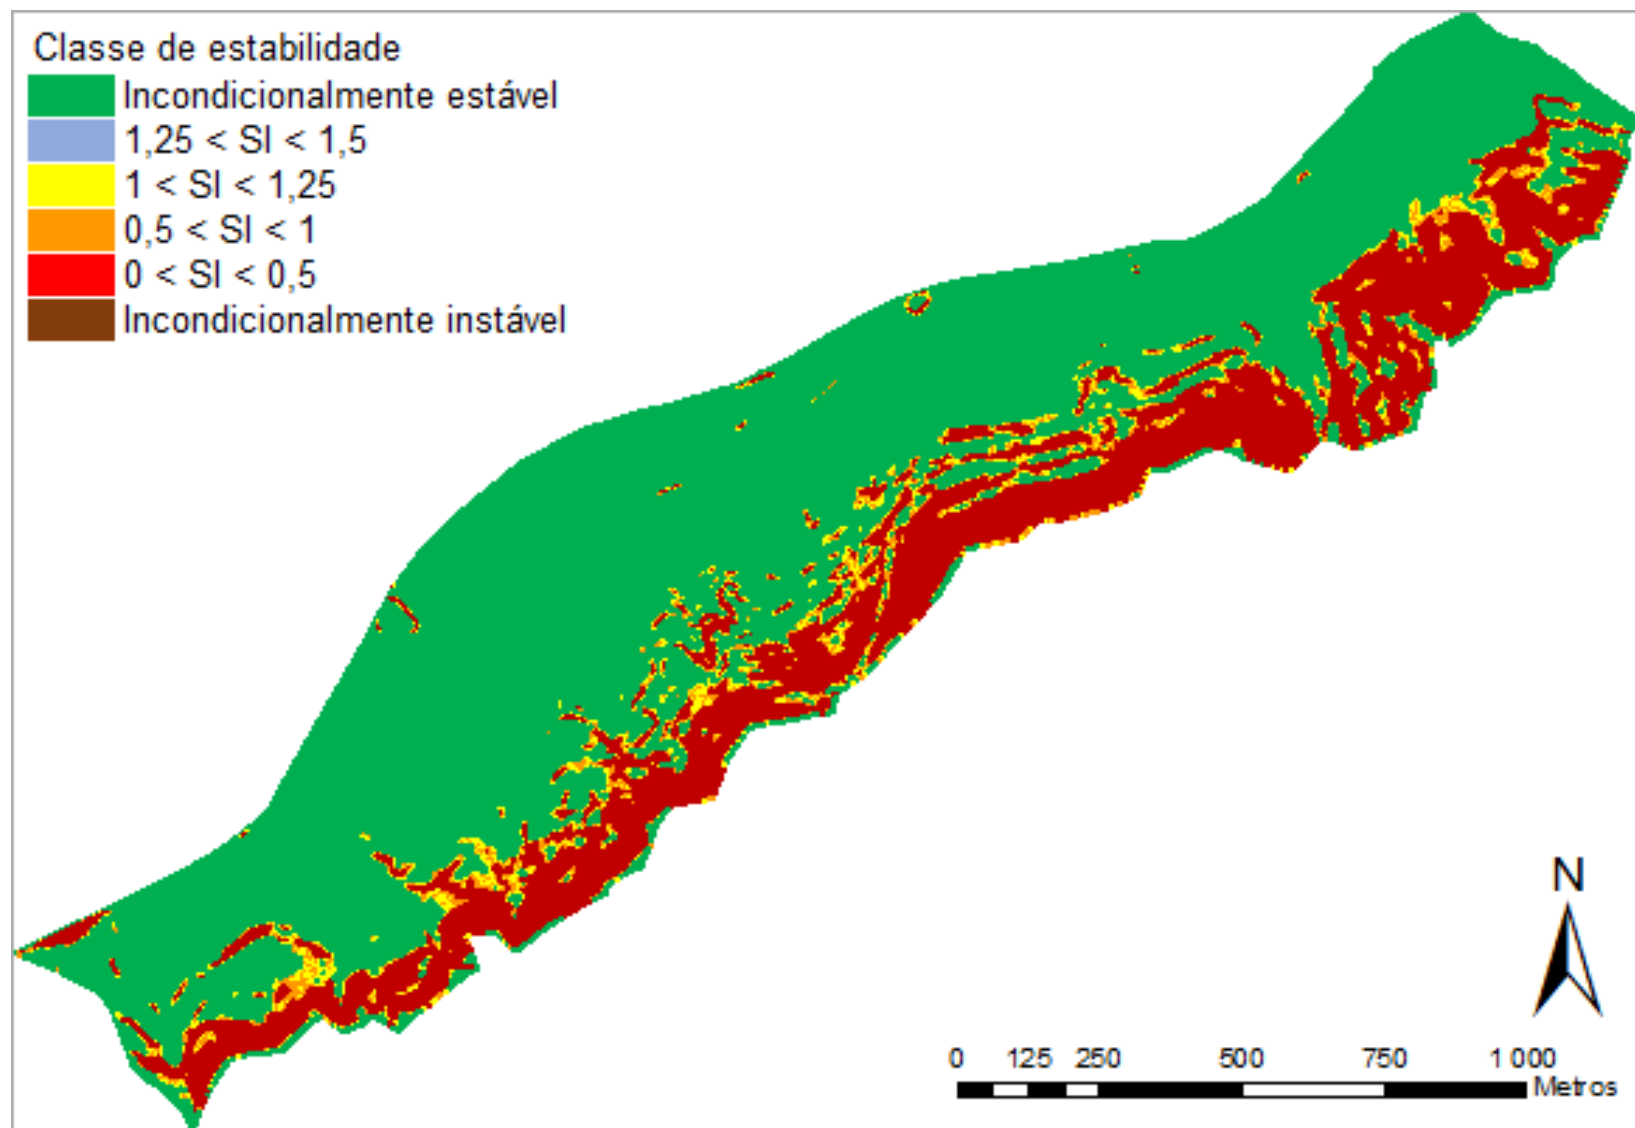 Classe de estabilidade
Incondicionalmente estável
1,25 < SI < 1,5
1 < SI < 1,25
0,5 < SI < 1
0 < SI < 0,5
Incondicionalmente instável
N
0 125 250 500 750 1 000
Metros